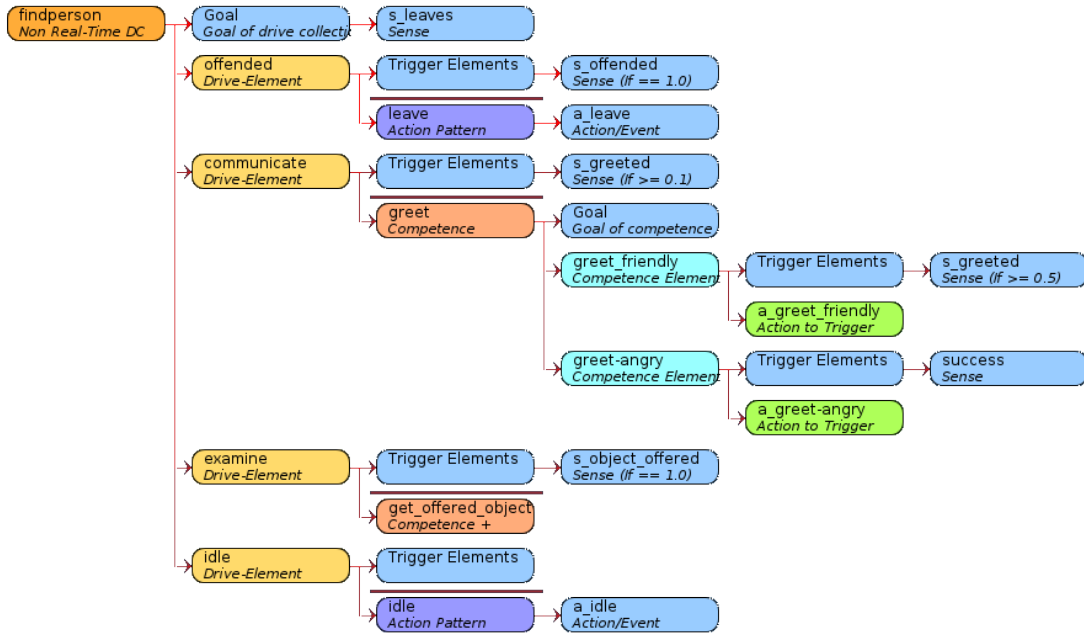 findperson
Non Real-Time DC
Goal
Goal of drive collecti
s_leaves
Sense
offended
Drive-Element
Trigger Elements
s_offended
Sense (If == 1.0)
leave
Action Pattern
a_leave
Action/Event
communicate
Drive-Element
Trigger Elements
s_greeted
Sense (If >= 0.1)
greet
Competence
Goal
Goal of competence
greet_friendly
Competence Element
Trigger Elements
s_greeted
Sense (If >= 0.5)
a_greet_friendly
Action to Trigger
greet-angry
Competence Element
Trigger Elements
success
Sense
a_greet-angry
Action to Trigger
examine
Drive-Element
Trigger Elements
s_object_offered
Sense (If == 1.0)
get_offered_object
Competence +
idle
Drive-Element
Trigger Elements
idle
Action Pattern
a_idle
Action/Event